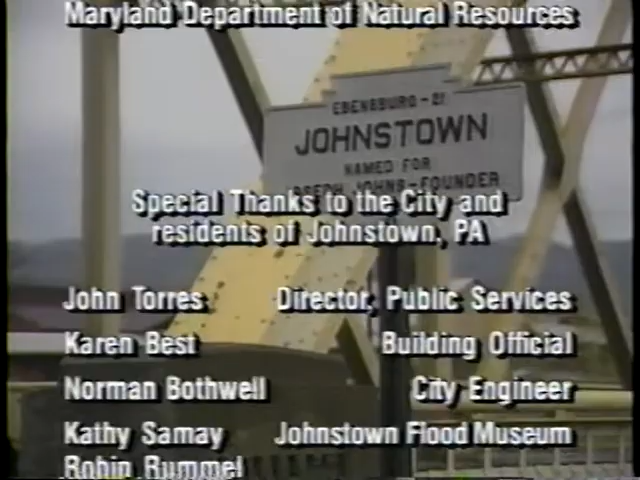 Maryland Department of Natural Resources
EBENSBURG - 21
JOHNSTOWN
NAMED FOR
JOSEPH JOHNS-FOUNDER
Special Thanks to the City and
residents of Johnstown, PA
John Torres Director, Public Services
Karen Best Building Official
Norman Bothwell City Engineer
Kathy Samay Johnstown Flood Museum
Robin Rummel